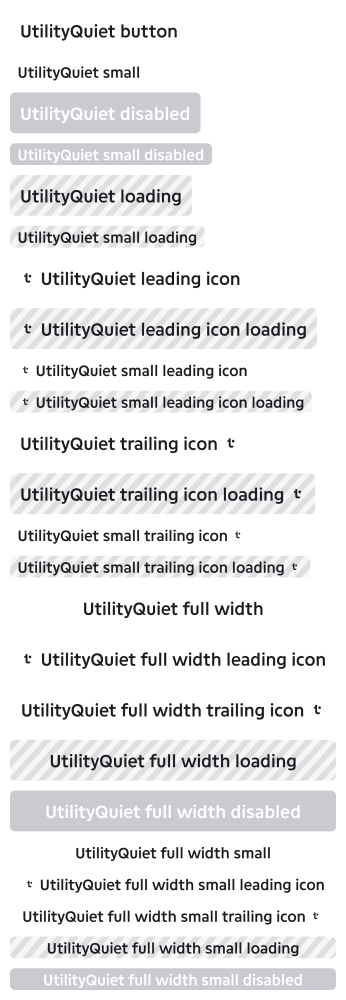 UtilityQuiet button
UtilityQuiet small
UtilityQuiet disabled
UtilityQuiet small disabled
UtilityQuiet loading
UtilityQuiet small loading
UtilityQuiet leading icon
UtilityQuiet leading icon loading
UtilityQuiet small leading icon
UtilityQuiet small leading icon loading
UtilityQuiet trailing icon
UtilityQuiet trailing icon loading
UtilityQuiet small trailing icon
UtilityQuiet small trailing icon loading
UtilityQuiet full width
UtilityQuiet full width leading icon
UtilityQuiet full width trailing icon
UtilityQuiet full width loading
UtilityQuiet full width disabled
UtilityQuiet full width small
UtilityQuiet full width small leading icon
UtilityQuiet full width small trailing icon
UtilityQuiet full width small loading
UtilityQuiet full width small disabled